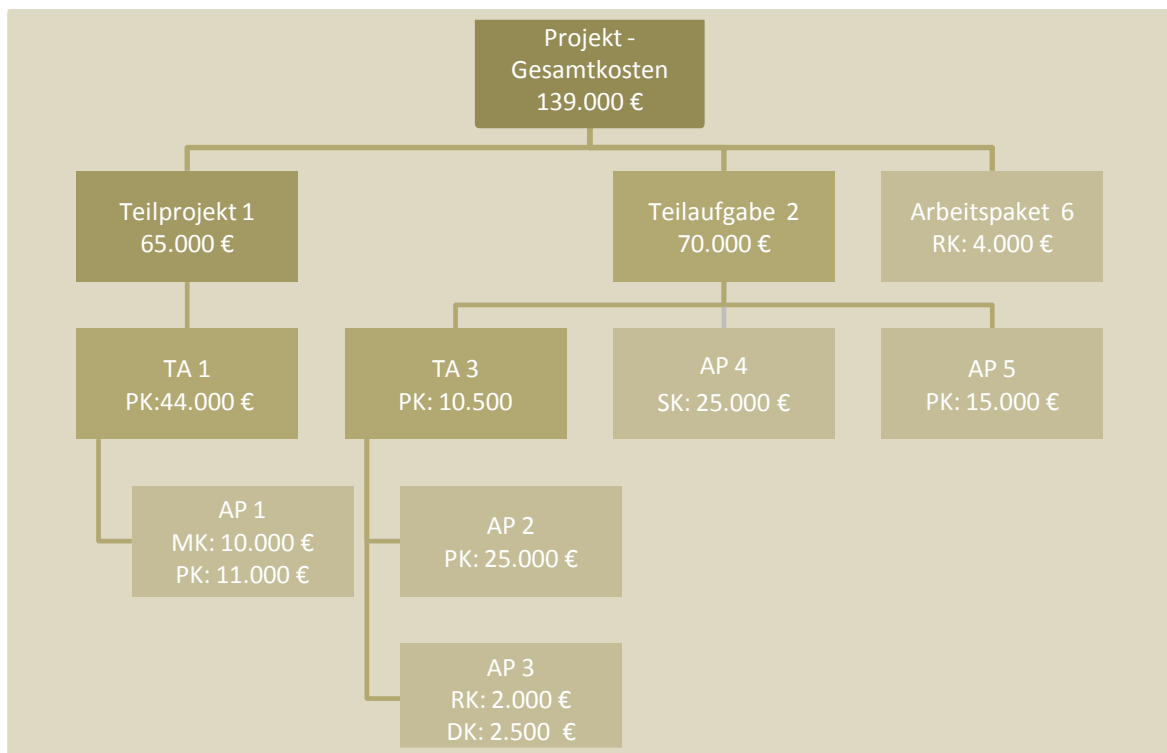 Projekt -
Gesamtkosten
139.000 €
Teilprojekt 1
65.000 €
Teilaufgabe 2
70.000 €
Arbeitspaket 6
RK: 4.000 €
TA 1
PK:44.000 €
TA 3
PK: 10.500
AP 4
SK: 25.000 €
AP 5
PK: 15.000 €
AP 1
MK: 10.000 €
PK: 11.000 €
AP 2
PK: 25.000 €
AP 3
RK: 2.000 €
DK: 2.500 €